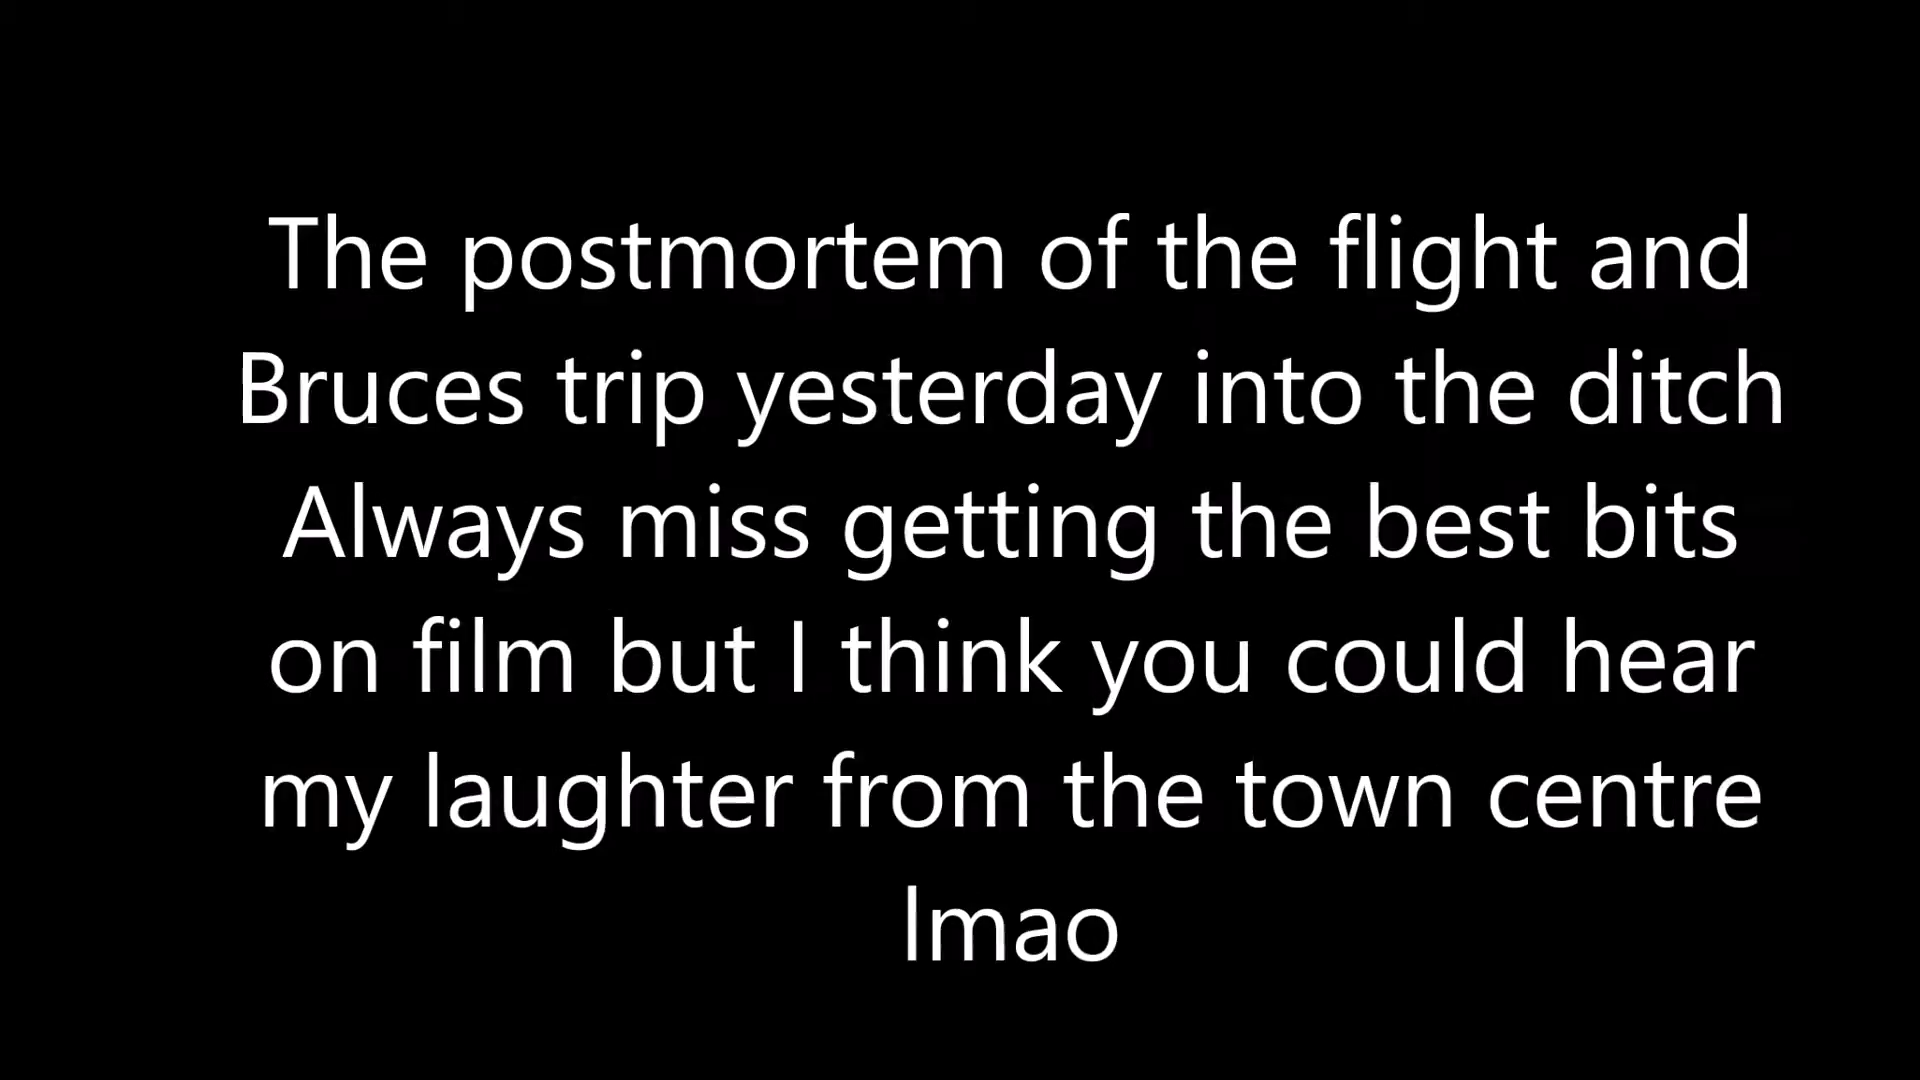 The postmortem of the flight and
Bruces trip yesterday into the ditch
Always miss getting the best bits
on film but I think you could hear
my laughter from the town centre
lmao